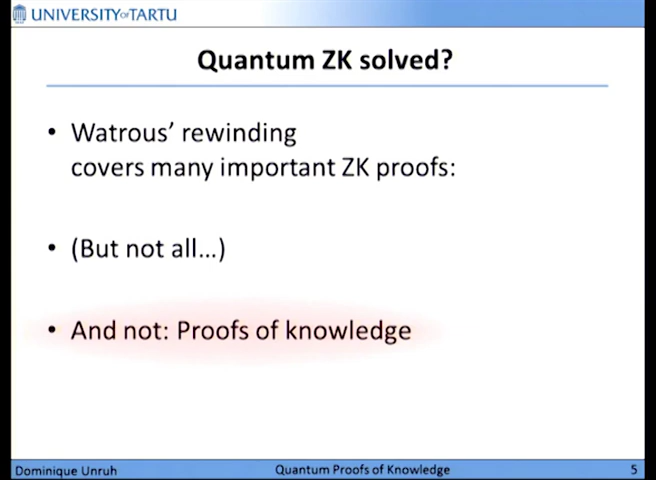 UNIVERSITY OF TARTU
Quantum ZK solved?
• Watrous’ rewinding
covers many important ZK proofs:
• (But not all…)
• And not: Proofs of knowledge
Dominique Unruh
Quantum Proofs of Knowledge
5